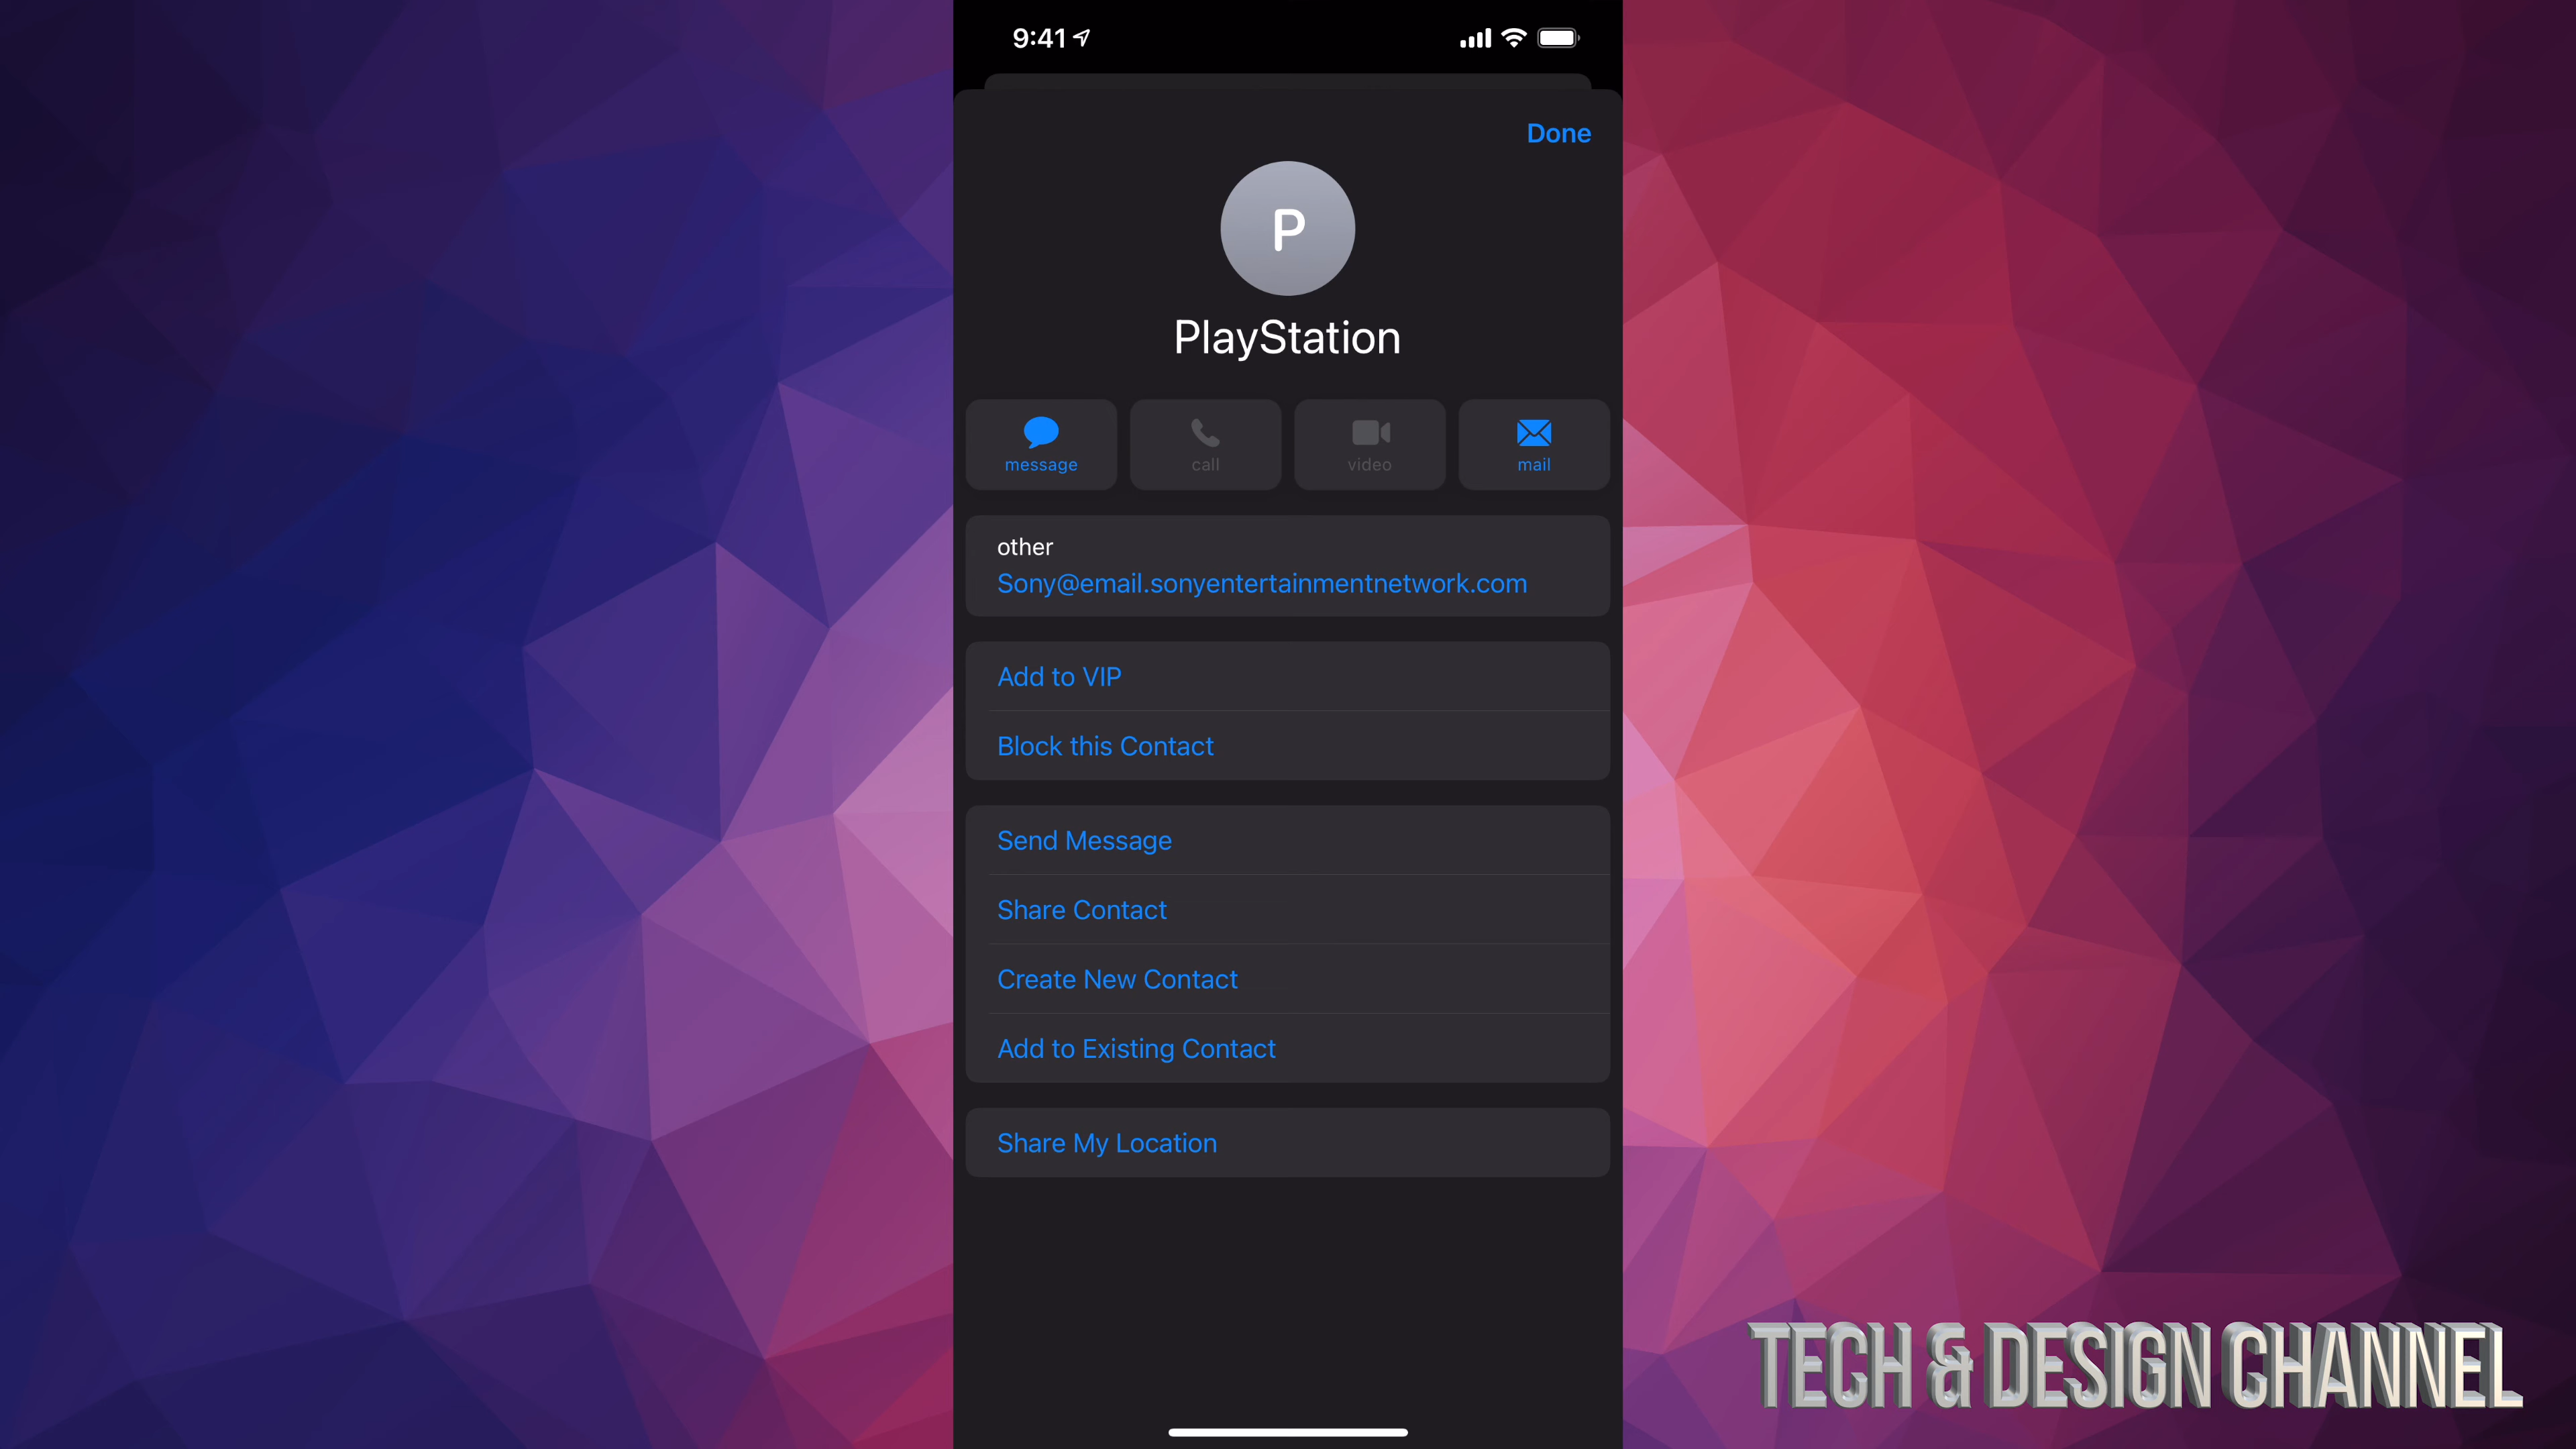 9:41
Done
P
PlayStation
message
call
video
mail
other
Sony@email.sonyentertainmentnetwork.com
Add to VIP
Block this Contact
Send Message
Share Contact
Create New Contact
Add to Existing Contact
Share My Location
TECH & DESIGN CHANNEL